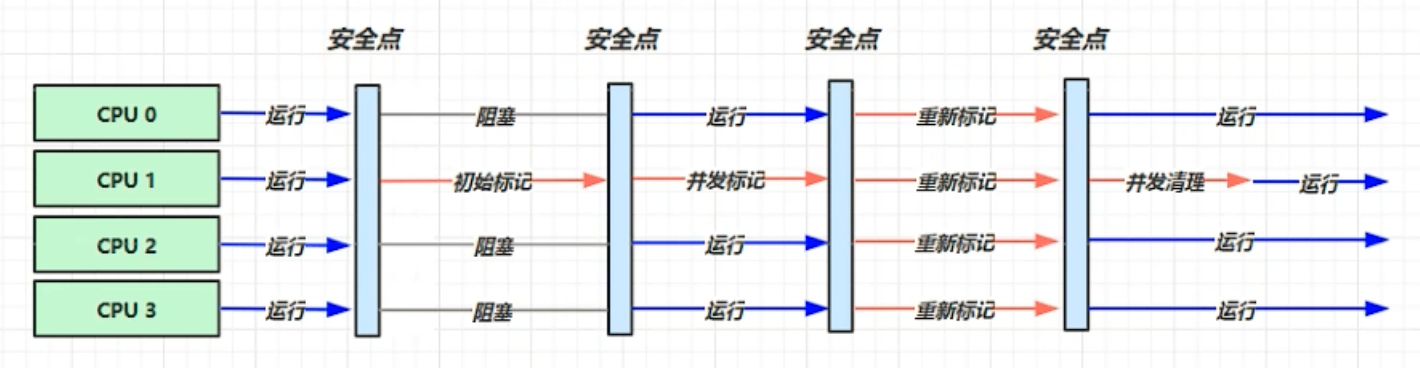 安全点 安全点 安全点 安全点
CPU 0 运行 阻塞 运行 重新标记 运行
CPU 1 运行 初始标记 并发标记 重新标记 并发清理 运行
CPU 2 运行 阻塞 运行 重新标记 运行
CPU 3 运行 阻塞 运行 重新标记 运行